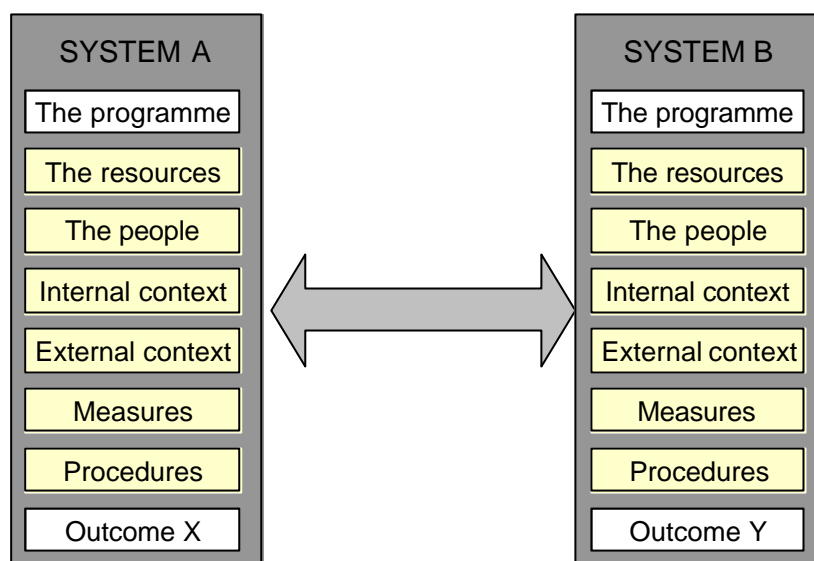 SYSTEM A
The programme
The resources
The people
Internal context
External context
Measures
Procedures
Outcome X
SYSTEM B
The programme
The resources
The people
Internal context
External context
Measures
Procedures
Outcome Y